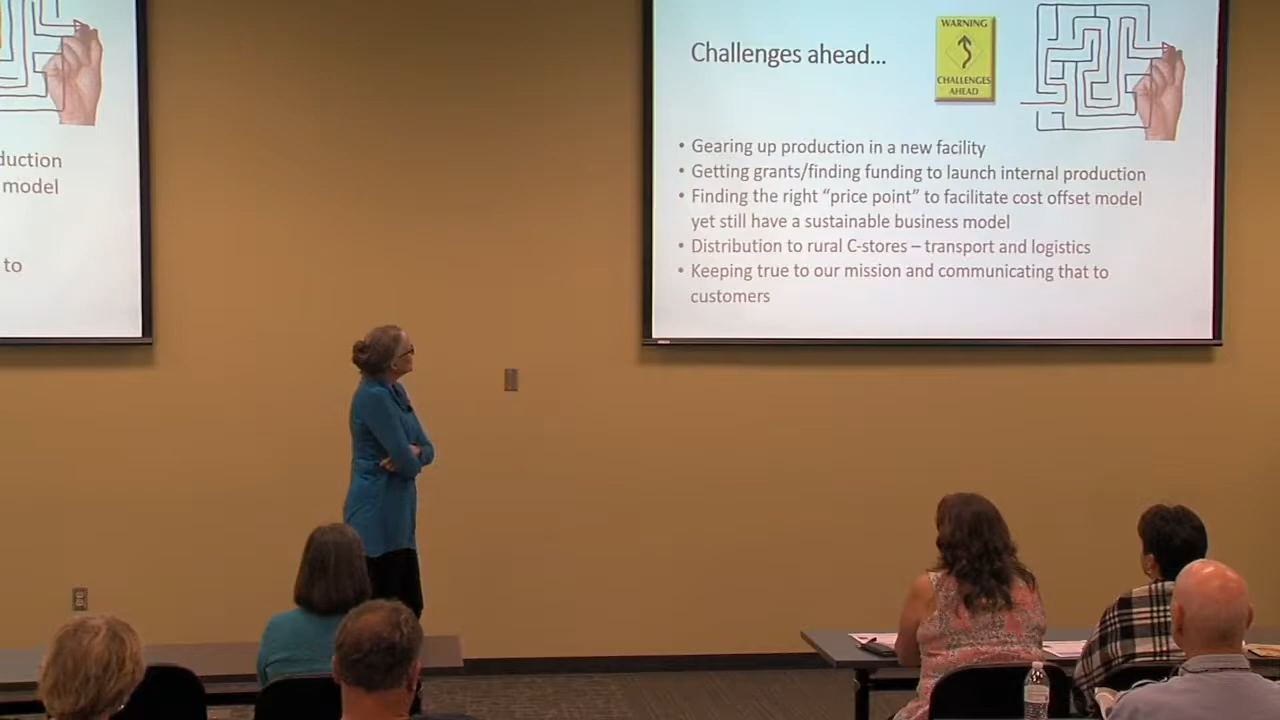 duction
model
to
Challenges ahead...
WARNING
CHALLENGES
AHEAD
• Gearing up production in a new facility
• Getting grants/finding funding to launch internal production
• Finding the right “price point” to facilitate cost offset model
yet still have a sustainable business model
• Distribution to rural C-stores – transport and logistics
• Keeping true to our mission and communicating that to
customers